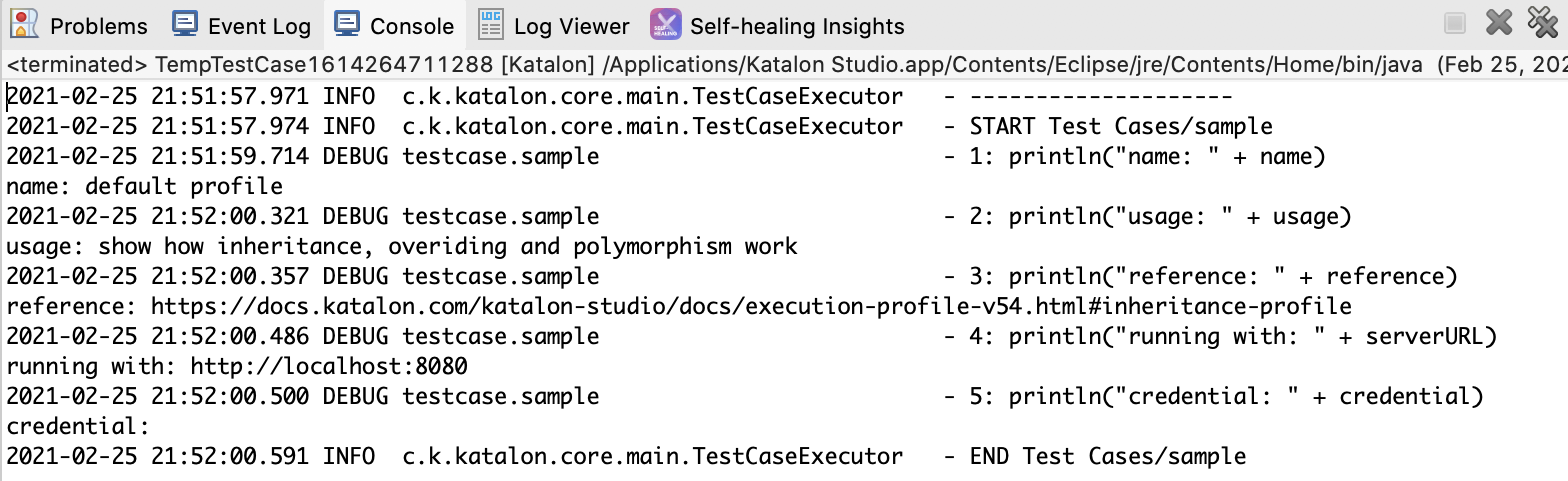 Problems Event Log Console Log Viewer SELF-HEALING Self-healing Insights
<terminated> TempTestCase1614264711288 [Katalon] /Applications/Katalon Studio.app/Contents/Eclipse/jre/Contents/Home/bin/java (Feb 25, 202
2021-02-25 21:51:57.971 INFO  c.k.katalon.core.main.TestCaseExecutor   - --------------------
2021-02-25 21:51:57.974 INFO  c.k.katalon.core.main.TestCaseExecutor   - START Test Cases/sample
2021-02-25 21:51:59.714 DEBUG testcase.sample                          - 1: println("name: " + name)
name: default profile
2021-02-25 21:52:00.321 DEBUG testcase.sample                          - 2: println("usage: " + usage)
usage: show how inheritance, overiding and polymorphism work
2021-02-25 21:52:00.357 DEBUG testcase.sample                          - 3: println("reference: " + reference)
reference: https://docs.katalon.com/katalon-studio/docs/execution-profile-v54.html#inheritance-profile
2021-02-25 21:52:00.486 DEBUG testcase.sample                          - 4: println("running with: " + serverURL)
running with: http://localhost:8080
2021-02-25 21:52:00.500 DEBUG testcase.sample                          - 5: println("credential: " + credential)
credential:
2021-02-25 21:52:00.591 INFO  c.k.katalon.core.main.TestCaseExecutor   - END Test Cases/sample